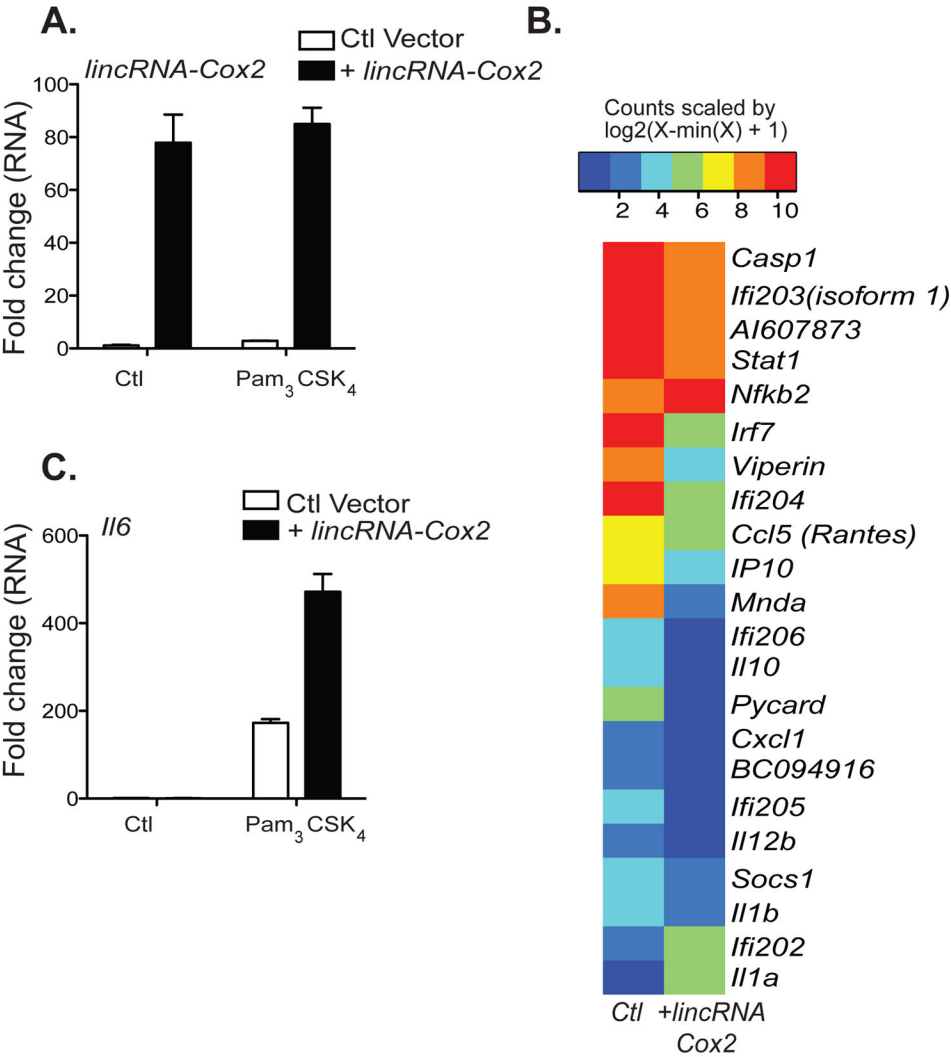 A.
lincRNA-Cox2
Ctl Vector
+ lincRNA-Cox2
Fold change (RNA)
100
80
60
40
20
0
Ctl
Pam3CSK4
B.
Counts scaled by
log2(X-min(X) + 1)
2 4 6 8 10
Casp1
Ifi203(isoform 1)
AI607873
Stat1
Nfkb2
Irf7
Viperin
Ifi204
Ccl5 (Rantes)
IP10
Mnda
Ifi206
Il10
Pycard
Cxcl1
BC094916
Ifi205
Il12b
Socs1
Il1b
Ifi202
Il1a
Ctl +lincRNA
Cox2
C.
Il6
Ctl Vector
+ lincRNA-Cox2
Fold change (RNA)
600
400
200
0
Ctl
Pam3CSK4